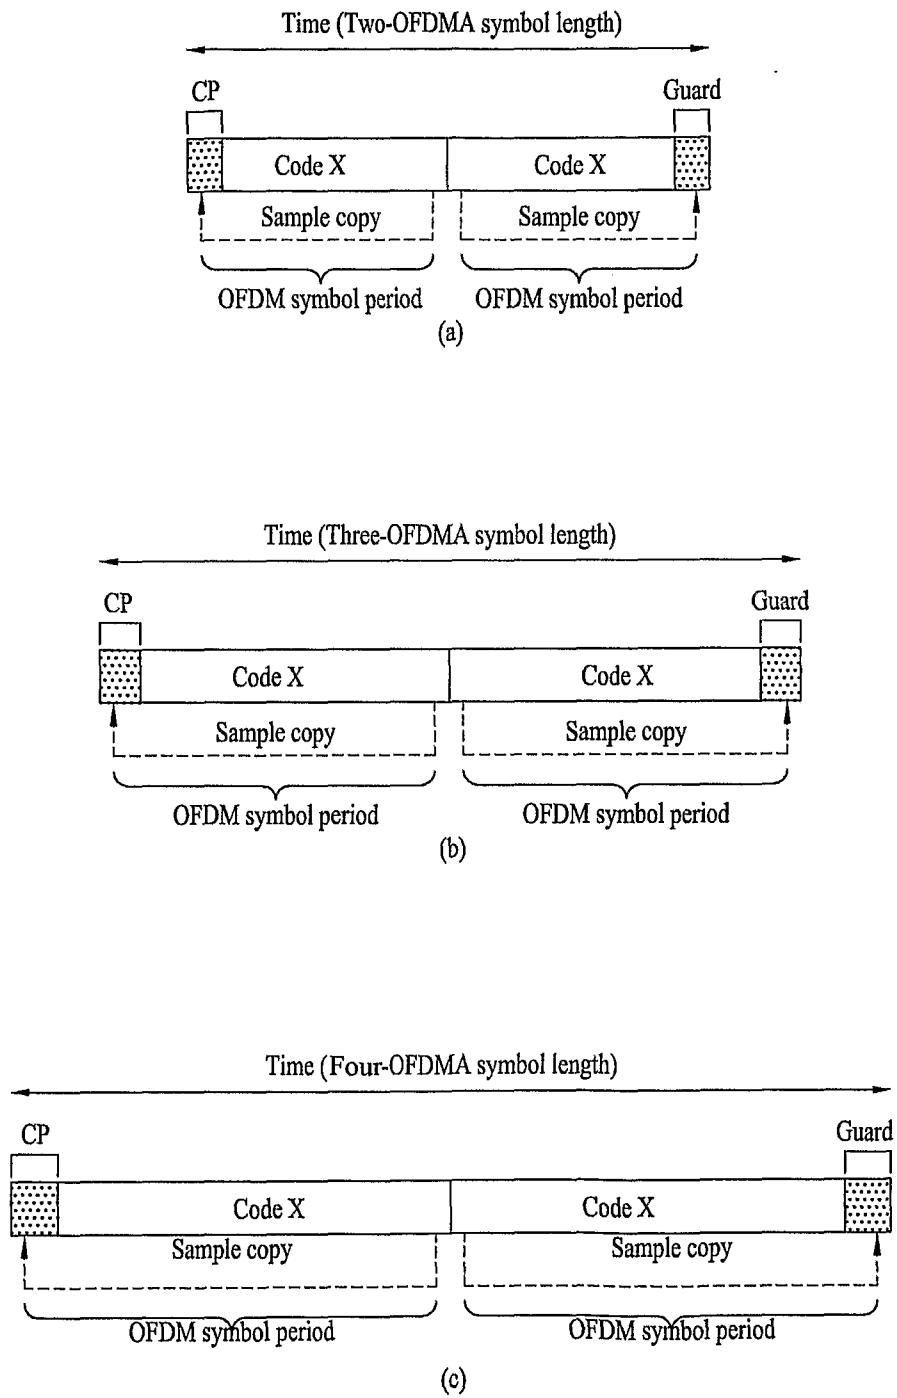 Time (Two-OFDMA symbol length)
CP Guard
Code X Code X
Sample copy Sample copy
OFDM symbol period OFDM symbol period
(a)
Time (Three-OFDMA symbol length)
CP Guard
Code X Code X
Sample copy Sample copy
OFDM symbol period OFDM symbol period
(b)
Time (Four-OFDMA symbol length)
CP Guard
Code X Code X
Sample copy Sample copy
OFDM symbol period OFDM symbol period
(c)